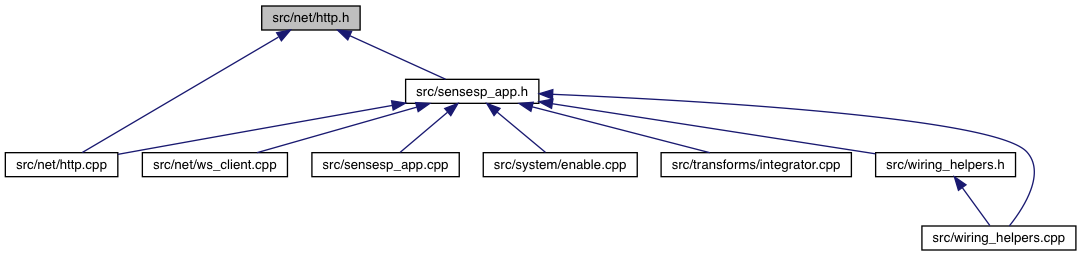 src/net/http.h
src/sensesp_app.h
src/net/http.cpp
src/net/ws_client.cpp
src/sensesp_app.cpp
src/system/enable.cpp
src/transforms/integrator.cpp
src/wiring_helpers.h
src/wiring_helpers.cpp